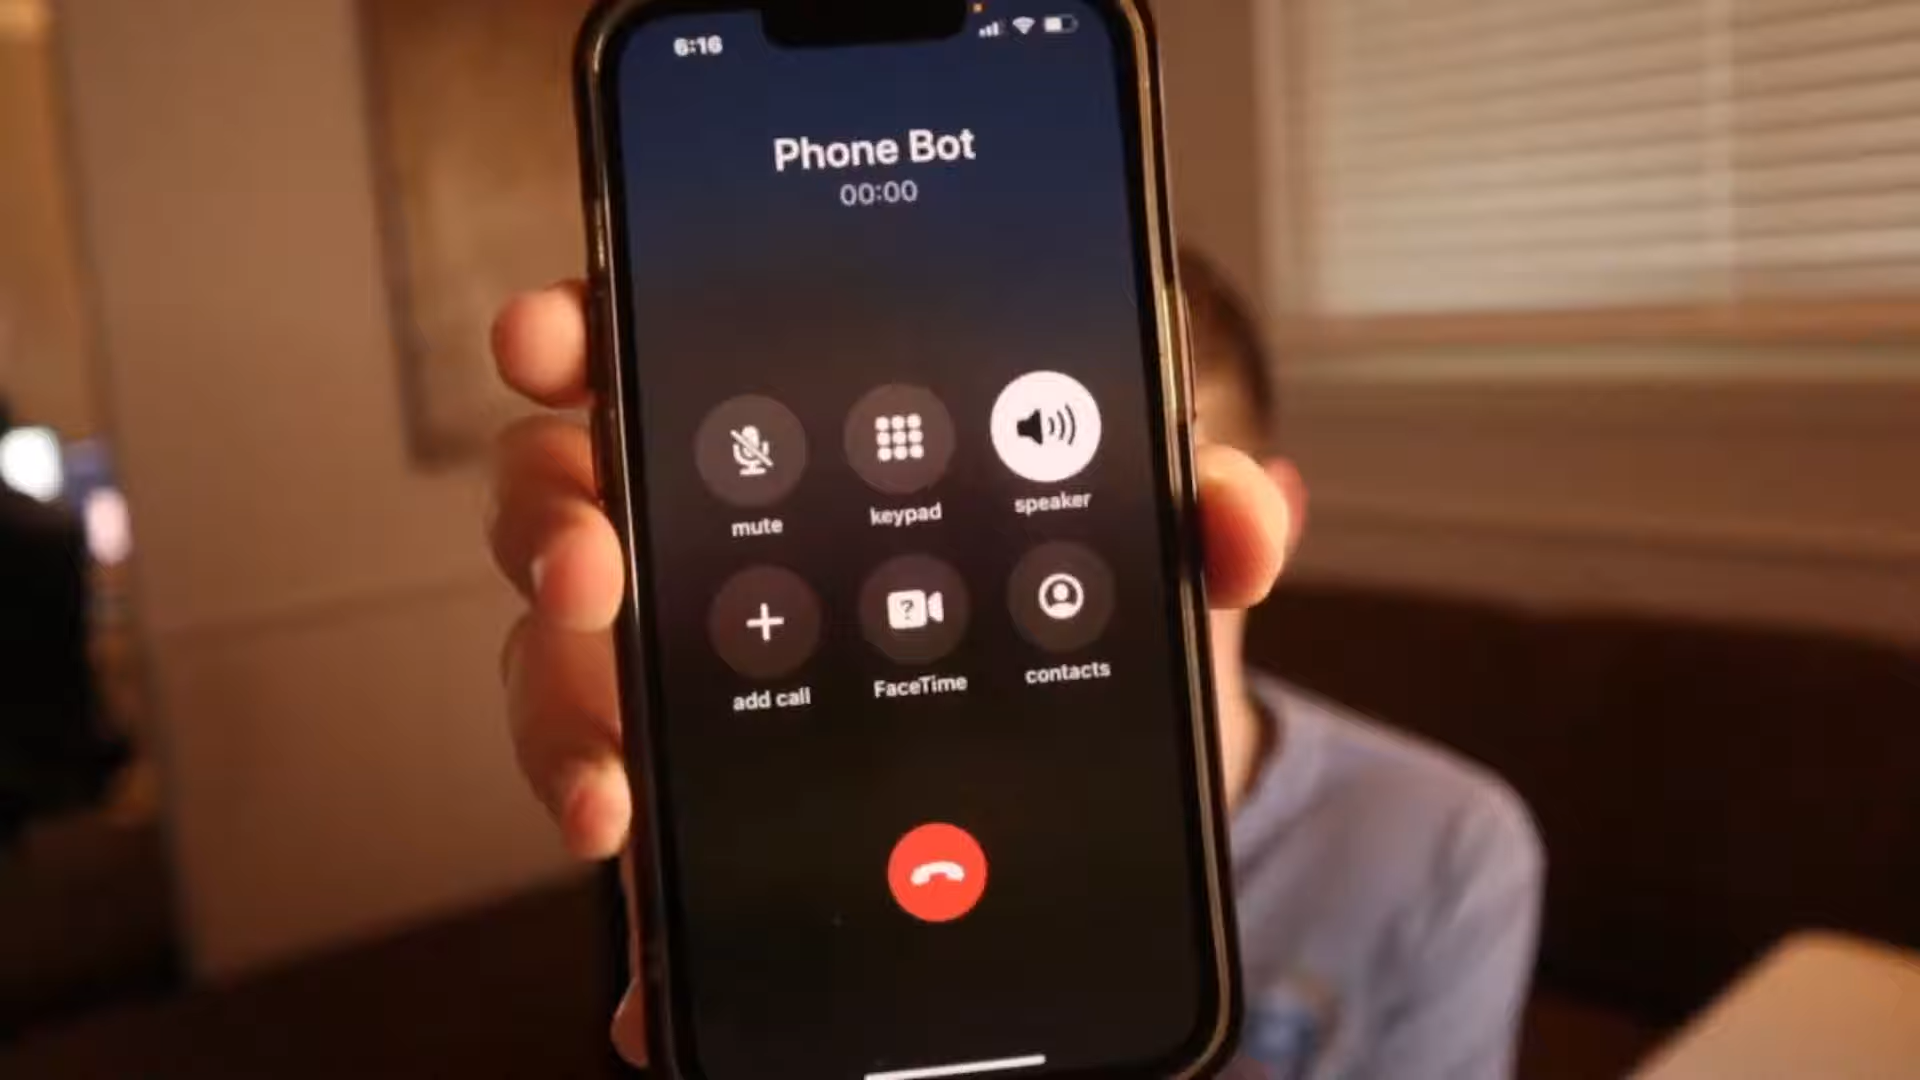 6:16
Phone Bot
00:00
mute
keypad
speaker
?
add call
FaceTime
contacts